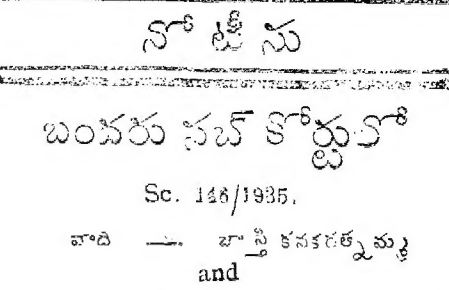 నోటీసు
బందరు సబ్ కోర్టులో
Sc. 146/1935.
వాది —. జాస్తి కనకరత్నమ్మ
and